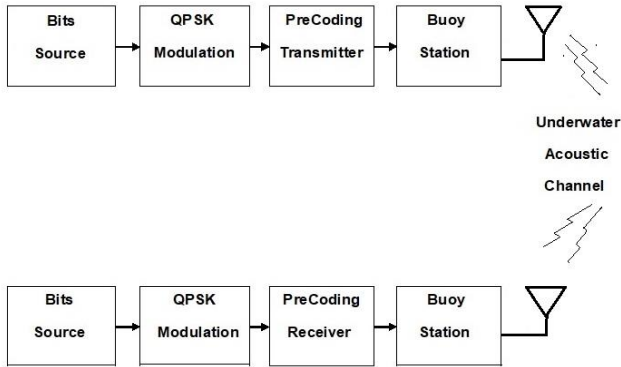 Bits
Source
QPSK
Modulation
PreCoding
Transmitter
Buoy
Station
Underwater
Acoustic
Channel
Bits
Source
QPSK
Modulation
PreCoding
Receiver
Buoy
Station